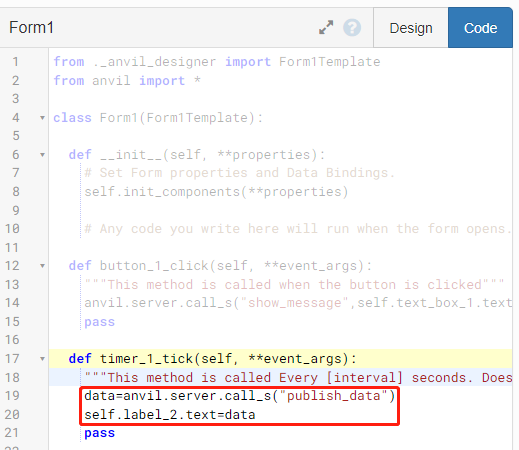 Form1 ? Design Code
1 from ._anvil_designer import Form1Template
2 from anvil import *
3
4 class Form1(Form1Template):
5
6 def __init__(self, **properties):
7 # Set Form properties and Data Bindings.
8 self.init_components(**properties)
9
10 # Any code you write here will run when the form opens.
11
12 def button_1_click(self, **event_args):
13 """This method is called when the button is clicked"""
14 anvil.server.call_s("show_message",self.text_box_1.text
15 pass
16
17 def timer_1_tick(self, **event_args):
18 """This method is called Every [interval] seconds. Does
19 data=anvil.server.call_s("publish_data")
20 self.label_2.text=data
21 pass